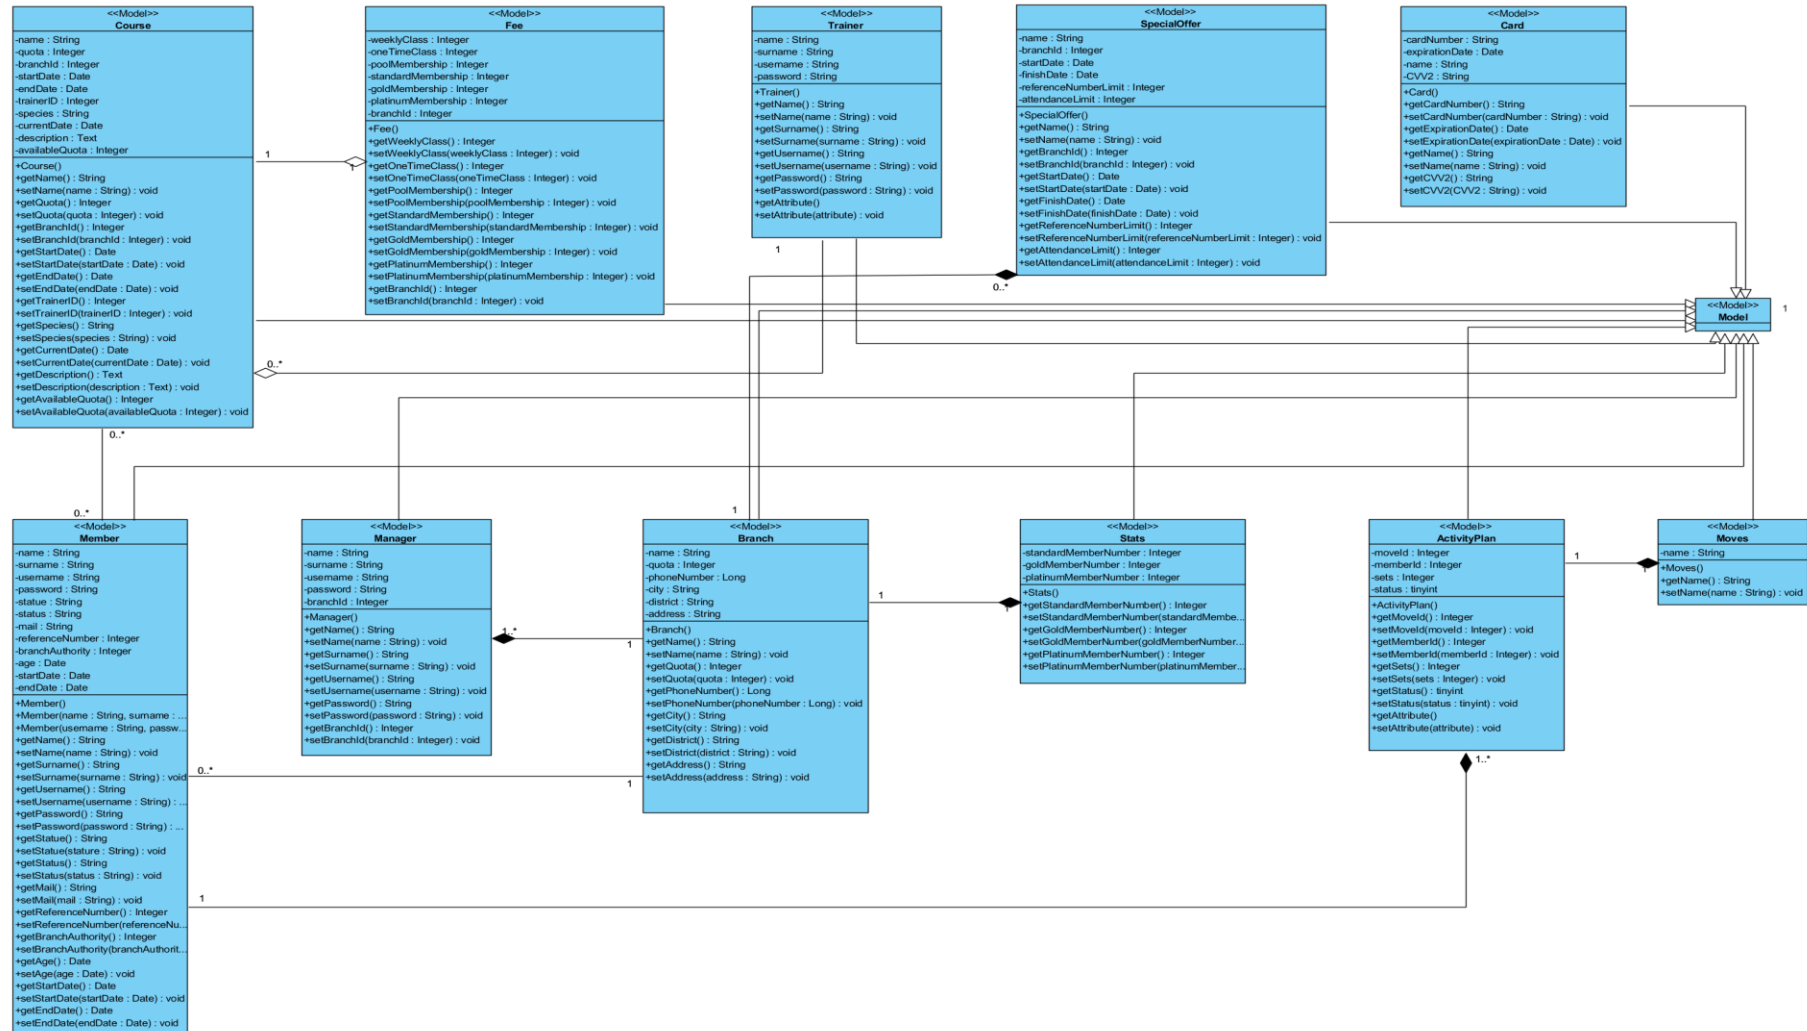 <<Model>>
Course
-name : String
-quota : Integer
-branchId : Integer
-startDate : Date
-endDate : Date
-trainerID : Integer
-species : String
-currentDate : Date
-description : Text
-availableQuota : Integer
+Course()
+getName() : String
+setName(name : String) : void
+getQuota() : Integer
+setQuota(quota : Integer) : void
+getBranchId() : Integer
+setBranchId(branchId : Integer) : void
+getStartDate() : Date
+setStartDate(startDate : Date) : void
+getEndDate() : Date
+setEndDate(endDate : Date) : void
+getTrainerID() : Integer
+setTrainerID(trainerID : Integer) : void
+getSpecies() : String
+setSpecies(species : String) : void
+getCurrentDate() : Date
+setCurrentDate(currentDate : Date) : void
+getDescription() : Text
+setDescription(description : Text) : void
+getAvailableQuota() : Integer
+setAvailableQuota(availableQuota : Integer) : void
<<Model>>
Fee
-weeklyClass : Integer
-oneTimeClass : Integer
-poolMembership : Integer
-standardMembership : Integer
-goldMembership : Integer
-platinumMembership : Integer
-branchId : Integer
+Fee()
+getWeeklyClass() : Integer
+setWeeklyClass(weeklyClass : Integer) : void
+getOneTimeClass() : Integer
+setOneTimeClass(oneTimeClass : Integer) : void
+getPoolMembership() : Integer
+setPoolMembership(poolMembership : Integer) : void
+getStandardMembership() : Integer
+setStandardMembership(standardMembership : Integer) : void
+getGoldMembership() : Integer
+setGoldMembership(goldMembership : Integer) : void
+getPlatinumMembership() : Integer
+setPlatinumMembership(platinumMembership : Integer) : void
+getBranchId() : Integer
+setBranchId(branchId : Integer) : void
<<Model>>
Trainer
-name : String
-surname : String
-username : String
-password : String
+Trainer()
+getName() : String
+setName(name : String) : void
+getSurname() : String
+setSurname(surname : String) : void
+getUsername() : String
+setUsername(username : String) : void
+getPassword() : String
+setPassword(password : String) : void
+getAttribute()
+setAttribute(attribute) : void
<<Model>>
SpecialOffer
-name : String
-branchId : Integer
-startDate : Date
-finishDate : Date
-referenceNumberLimit : Integer
-attendanceLimit : Integer
+SpecialOffer()
+getName() : String
+setName(name : String) : void
+getBranchId() : Integer
+setBranchId(branchId : Integer) : void
+getStartDate() : Date
+setStartDate(startDate : Date) : void
+getFinishDate() : Date
+setFinishDate(finishDate : Date) : void
+getReferenceNumberLimit() : Integer
+setReferenceNumberLimit(referenceNumberLimit : Integer) : void
+getAttendanceLimit() : Integer
+setAttendanceLimit(attendanceLimit : Integer) : void
<<Model>>
Card
-cardNumber : String
-expirationDate : Date
-name : String
-CVV2 : String
+Card()
+getCardNumber() : String
+setCardNumber(cardNumber : String) : void
+getExpirationDate() : Date
+setExpirationDate(expirationDate : Date) : void
+getName() : String
+setName(name : String) : void
+getCVV2() : String
+setCVV2(CVV2 : String) : void
1
1
1
0..*
<<Model>>
Model
1
0..*
0..*
0..*
1
<<Model>>
Member
-name : String
-surname : String
-username : String
-password : String
-statue : String
-status : String
-mail : String
-referenceNumber : Integer
-branchAuthority : Integer
-age : Date
-startDate : Date
-endDate : Date
+Member()
+Member(name : String, surname : ...
+Member(username : String, passw...
+getName() : String
+setName(name : String) : void
+getSurname() : String
+setSurname(surname : String) : void
+getUsername() : String
+setUsername(username : String) : ...
+getPassword() : String
+setPassword(password : String) : ...
+getStatue() : String
+setStatue(stature : String) : void
+getStatus() : String
+setStatus(status : String) : void
+getMail() : String
+setMail(mail : String) : void
+getReferenceNumber() : Integer
+setReferenceNumber(referenceNu...
+getBranchAuthority() : Integer
+setBranchAuthority(branchAuthorit...
+getAge() : Date
+setAge(age : Date) : void
+getStartDate() : Date
+setStartDate(startDate : Date) : void
+getEndDate() : Date
+setEndDate(endDate : Date) : void
<<Model>>
Manager
-name : String
-surname : String
-username : String
-password : String
-branchId : Integer
+Manager()
+getName() : String
+setName(name : String) : void
+getSurname() : String
+setSurname(surname : String) : void
+getUsername() : String
+setUsername(username : String) : void
+getPassword() : String
+setPassword(password : String) : void
+getBranchId() : Integer
+setBranchId(branchId : Integer) : void
1..*
1
0..*
1
1
<<Model>>
Branch
-name : String
-quota : Integer
-phoneNumber : Long
-city : String
-district : String
-address : String
+Branch()
+getName() : String
+setName(name : String) : void
+getQuota() : Integer
+setQuota(quota : Integer) : void
+getPhoneNumber() : Long
+setPhoneNumber(phoneNumber : Long) : void
+getCity() : String
+setCity(city : String) : void
+getDistrict() : String
+setDistrict(district : String) : void
+getAddress() : String
+setAddress(address : String) : void
1
1
<<Model>>
Stats
-standardMemberNumber : Integer
-goldMemberNumber : Integer
-platinumMemberNumber : Integer
+Stats()
+getStandardMemberNumber() : Integer
+setStandardMemberNumber(standardMembe...
+getGoldMemberNumber() : Integer
+setGoldMemberNumber(goldMemberNumber...
+getPlatinumMemberNumber() : Integer
+setPlatinumMemberNumber(platinumMember...
<<Model>>
ActivityPlan
-moveId : Integer
-memberId : Integer
-sets : Integer
-status : tinyint
+ActivityPlan()
+getMoveId() : Integer
+setMoveId(moveId : Integer) : void
+getMemberId() : Integer
+setMemberId(memberId : Integer) : void
+getSets() : Integer
+setSets(sets : Integer) : void
+getStatus() : tinyint
+setStatus(status : tinyint) : void
+getAttribute()
+setAttribute(attribute) : void
1..*
1
1
<<Model>>
Moves
-name : String
+Moves()
+getName() : String
+setName(name : String) : void